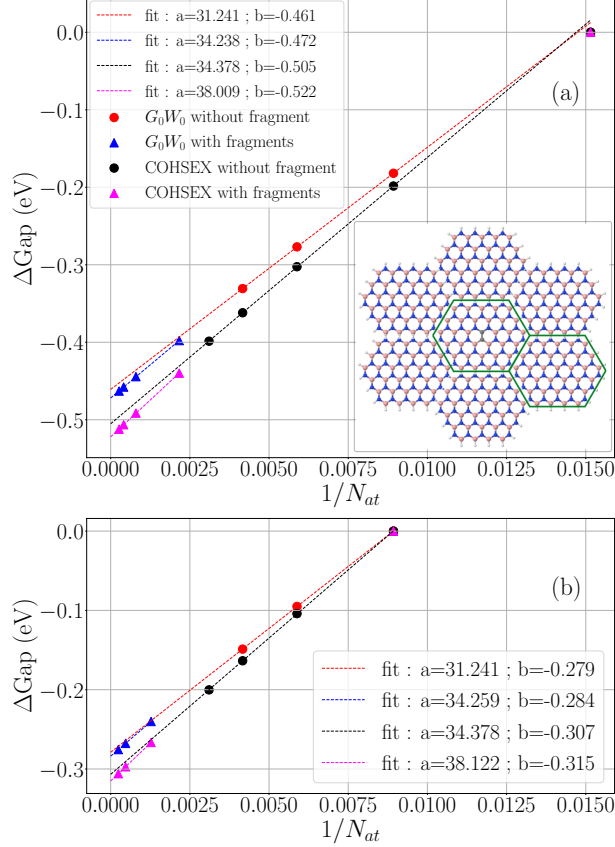 fit : a=31.241 ; b=-0.461
fit : a=34.238 ; b=-0.472
fit : a=34.378 ; b=-0.505
fit : a=38.009 ; b=-0.522
G₀W₀ without fragment
G₀W₀ with fragments
COHSEX without fragment
COHSEX with fragments
(a)
0.0
−0.1
−0.2
−0.3
−0.4
−0.5
ΔGap (eV)
0.0000 0.0025 0.0050 0.0075 0.0100 0.0125 0.0150
1/N_{at}
(b)
0.0
−0.1
−0.2
−0.3
ΔGap (eV)
fit : a=31.241 ; b=-0.279
fit : a=34.259 ; b=-0.284
fit : a=34.378 ; b=-0.307
fit : a=38.122 ; b=-0.315
0.0000 0.0025 0.0050 0.0075 0.0100 0.0125 0.0150
1/N_{at}